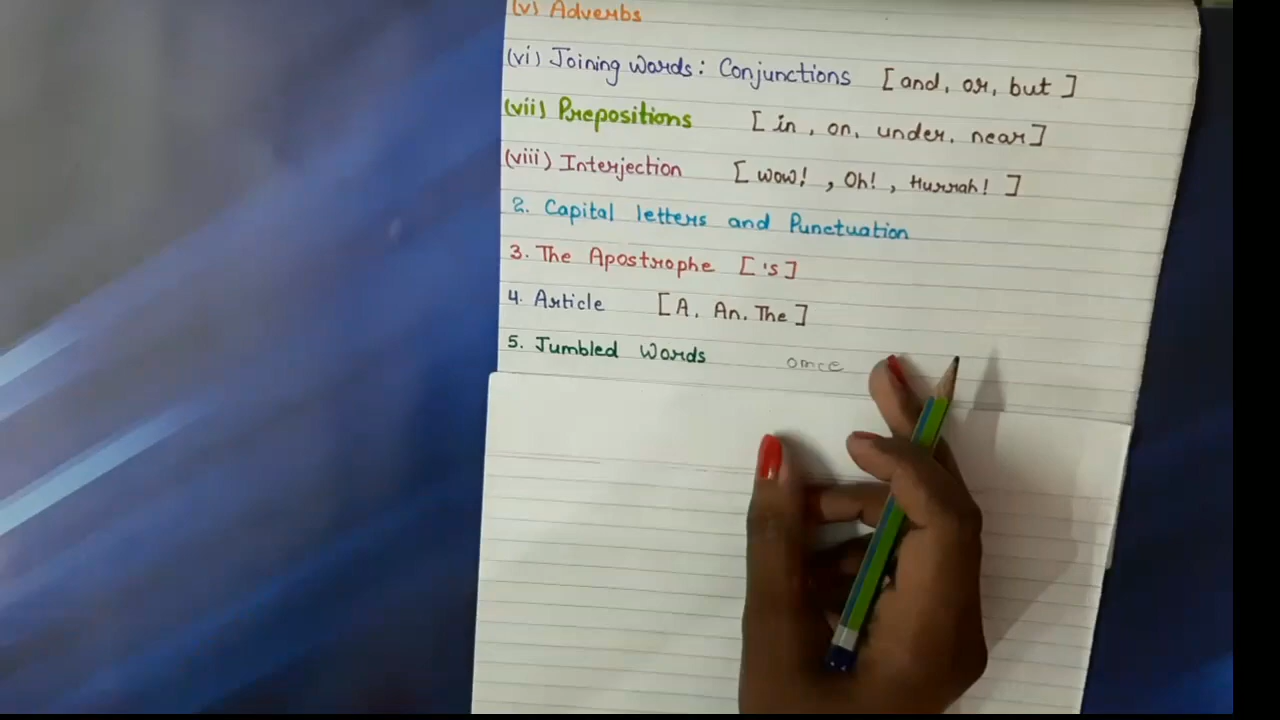 (v) Adverbs
(vi) Joining words: Conjunctions [and, or, but ]
(vii) Prepositions [ in , on, under, near]
(viii) Interjection [ wow! , Oh! , Hurrah! ]
2. Capital letters and Punctuation
3. The Apostrophe [ 's]
4. Article [ A, An. The ]
5. Jumbled Words omce